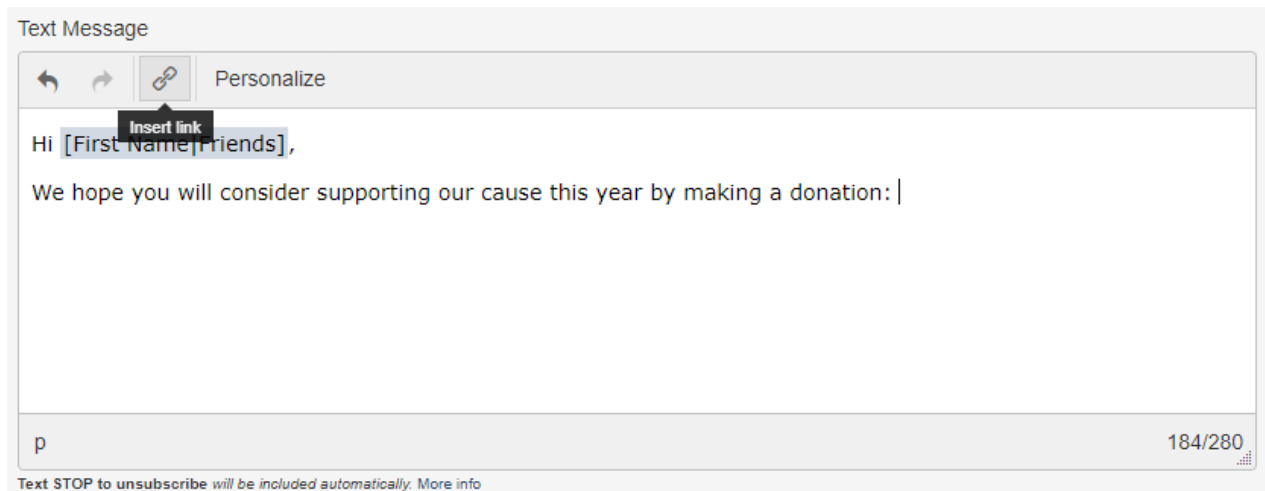 Text Message
Personalize
Insert link
Hi [First Name|Friends],
We hope you will consider supporting our cause this year by making a donation:
p
184/280
Text STOP to unsubscribe will be included automatically. More info